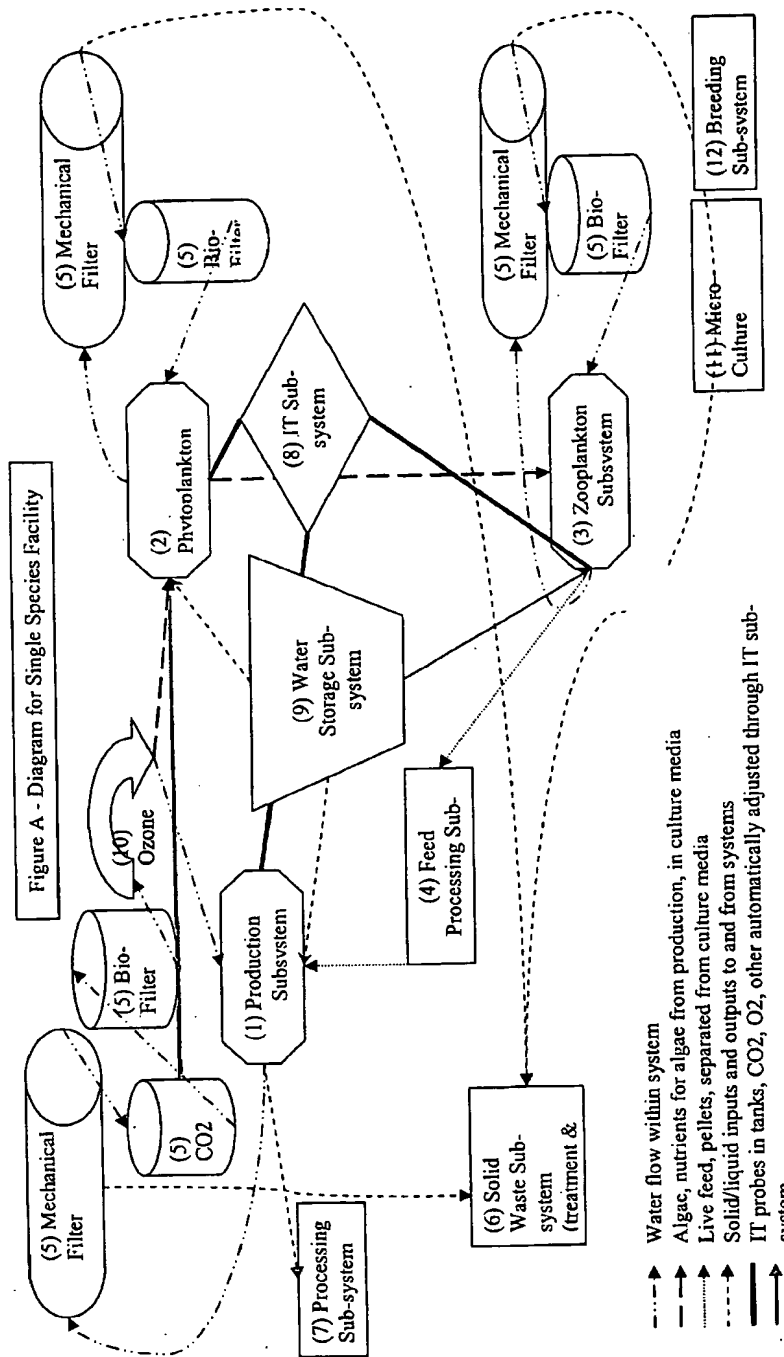 Figure A - Diagram for Single Species Facility
(5) Mechanical
Filter
(5)
CO2
(5) Bio-
Filter
(10)
Ozone
(2)
Phytoplankton
(5) Mechanical
Filter
(5)
Bio-
Filter
(7) Processing
Sub-system
(1) Production
Subsystem
(9) Water
Storage Sub-
system
(8) IT Sub-
system
(6) Solid
Waste Sub-
system
(treatment &
(4) Feed
Processing Sub-
(3) Zooplankton
Subsystem
(5) Mechanical
Filter
(5) Bio-
Filter
(11) Micro-
Culture
(12) Breeding
Sub-system
Water flow within system
Algae, nutrients for algae from production, in culture media
Live feed, pellets, separated from culture media
Solid/liquid inputs and outputs to and from systems
IT probes in tanks, CO2, O2, other automatically adjusted through IT sub-
system